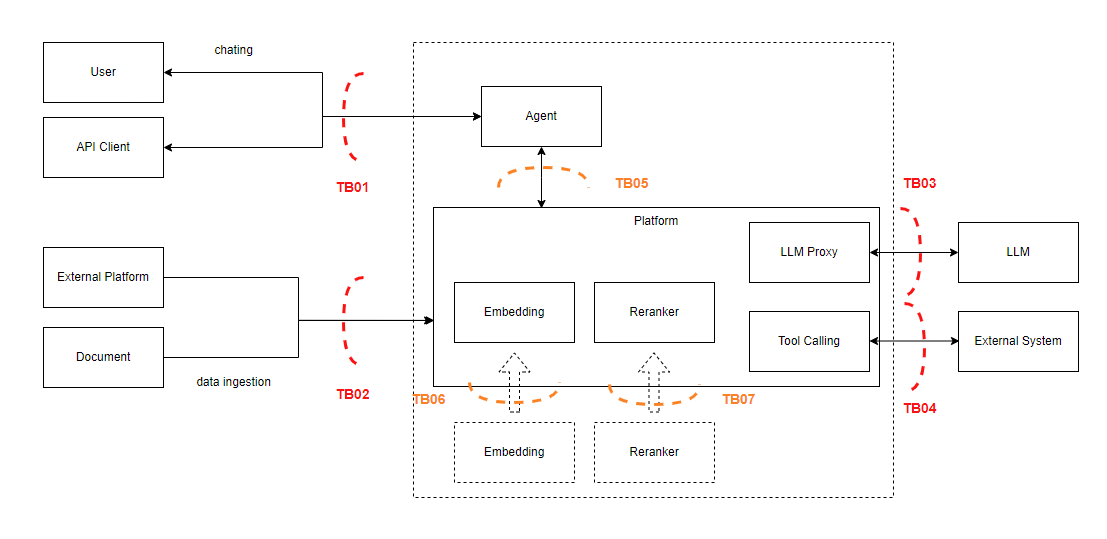 chating
User
API Client
TB01
Agent
TB05
TB03
Platform
LLM Proxy
LLM
External Platform
Embedding
Reranker
Document
Tool Calling
External System
data ingestion
TB02
TB06
TB07
TB04
Embedding
Reranker